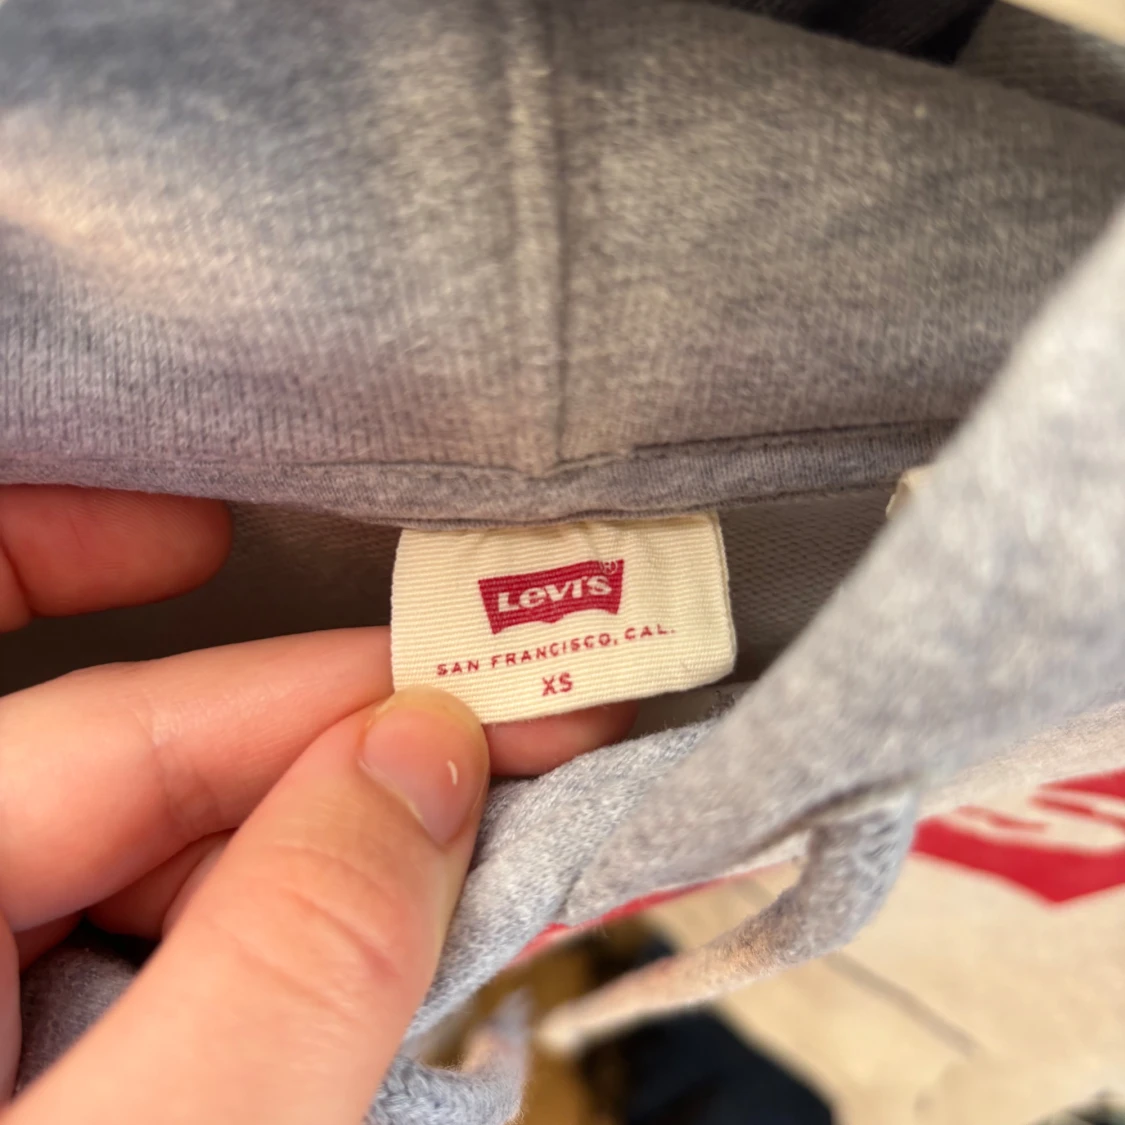 Levi's®
SAN FRANCISCO, CAL.
XS